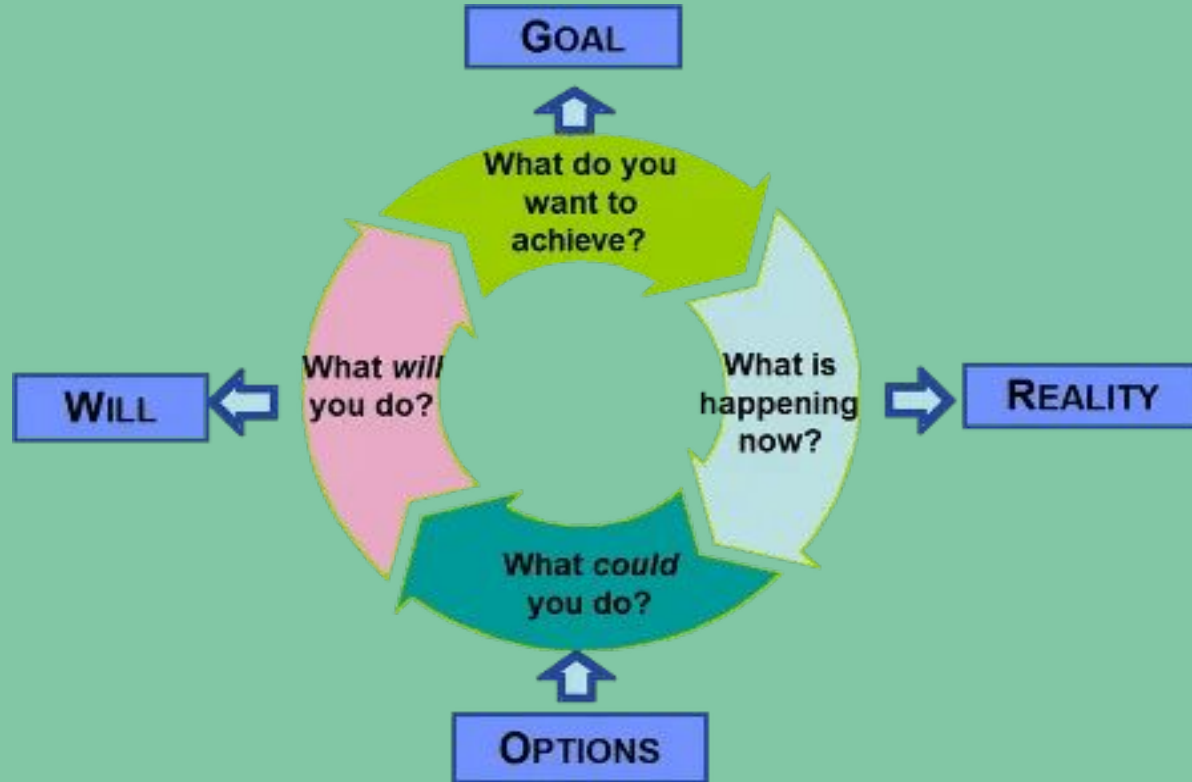 GOAL
What do you
want to
achieve?
What is
happening
now?
REALITY
What could
you do?
OPTIONS
What will
you do?
WILL